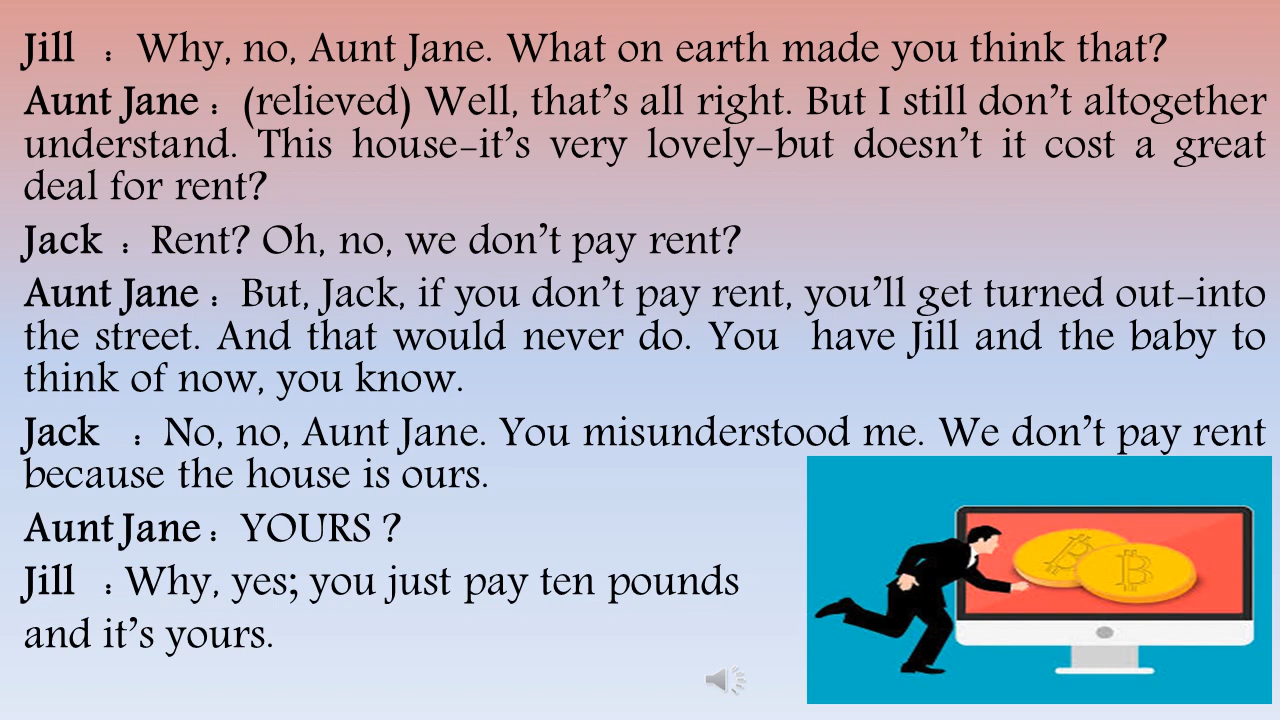 Jill : Why, no, Aunt Jane. What on earth made you think that?
Aunt Jane : (relieved) Well, that’s all right. But I still don’t altogether
understand. This house-it’s very lovely-but doesn’t it cost a great
deal for rent?
Jack : Rent? Oh, no, we don’t pay rent?
Aunt Jane : But, Jack, if you don’t pay rent, you’ll get turned out-into
the street. And that would never do. You have Jill and the baby to
think of now, you know.
Jack : No, no, Aunt Jane. You misunderstood me. We don’t pay rent
because the house is ours.
Aunt Jane : YOURS ?
Jill : Why, yes; you just pay ten pounds
and it’s yours.